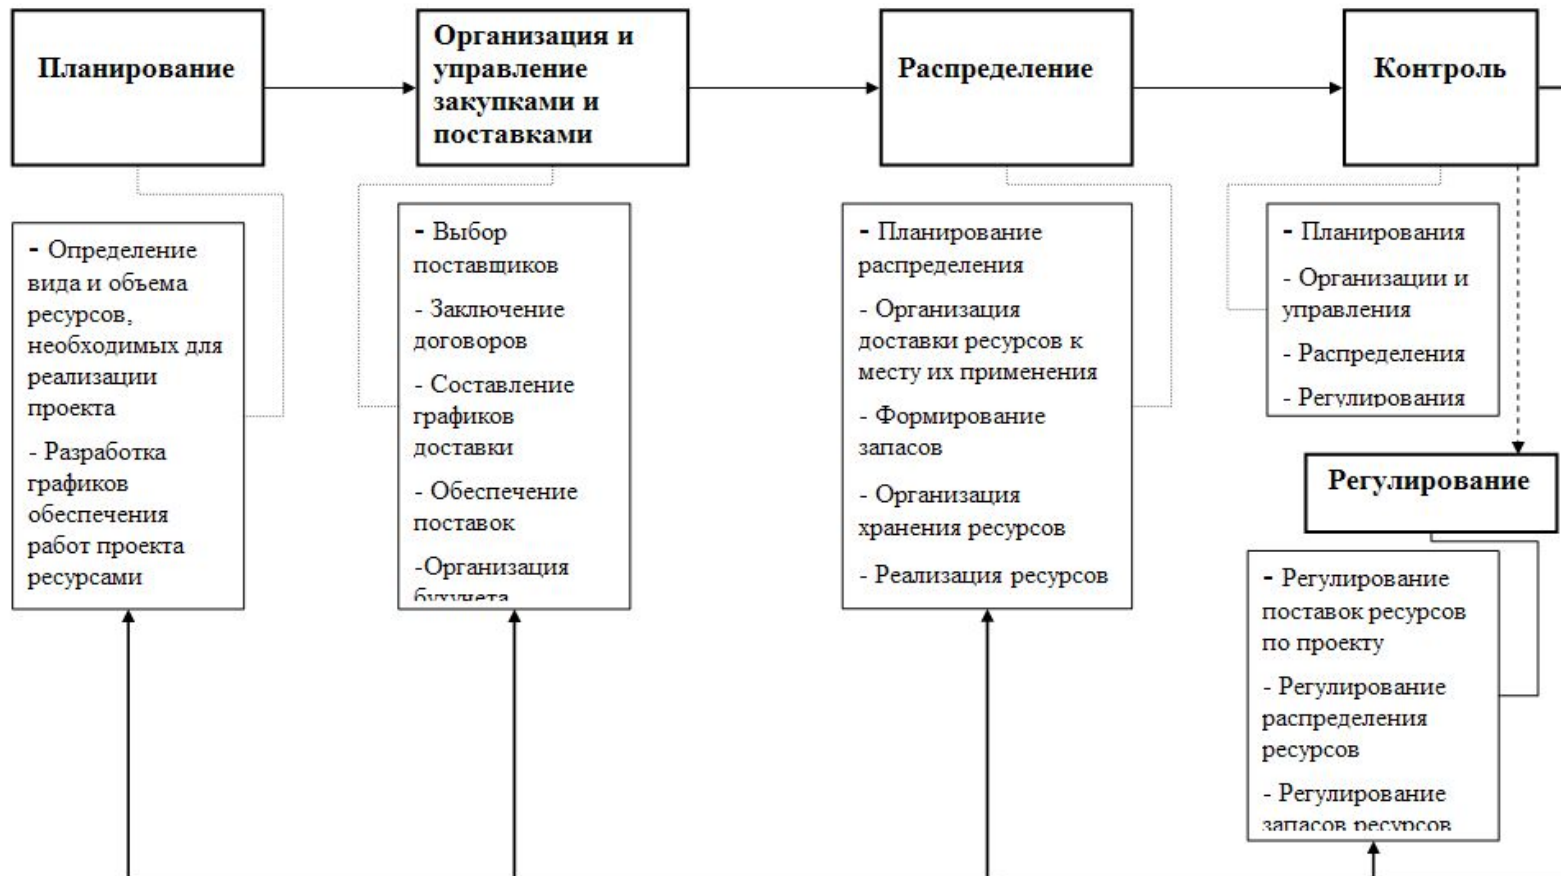 Планирование
Организация и
управление
закупками и
поставками
Распределение
Контроль
- Определение
вида и объема
ресурсов,
необходимых для
реализации
проекта
- Разработка
графиков
обеспечения
работ проекта
ресурсами
- Выбор
поставщиков
- Заключение
договоров
- Составление
графиков
доставки
- Обеспечение
поставок
-Организация
бухучета
- Планирование
распределения
- Организация
доставки ресурсов к
месту их применения
- Формирование
запасов
- Организация
хранения ресурсов
- Реализация ресурсов
- Планирования
- Организации и
управления
- Распределения
- Регулирования
Регулирование
- Регулирование
поставок ресурсов
по проекту
- Регулирование
распределения
ресурсов
- Регулирование
запасов ресурсов